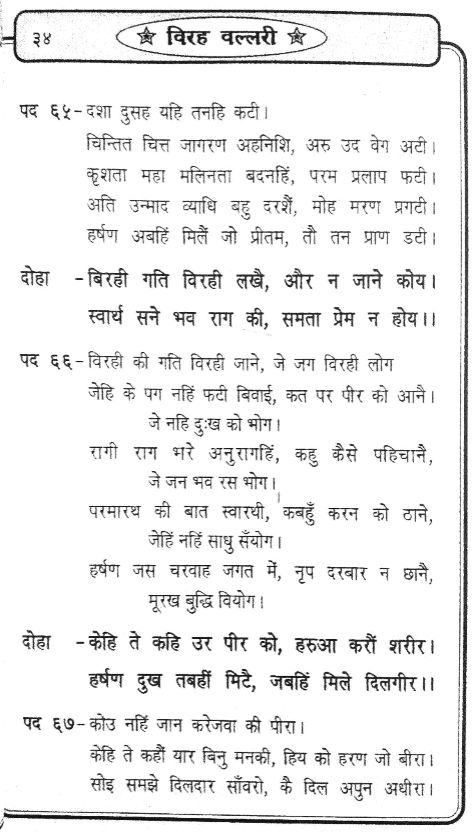 ३४
विरह वल्लरी
पद ६५-दशा दुसह यहि तनहि कटी।
चिन्तित चित्त जागरण अहनिशि, अरु उद वेग अटी।
कृशता महा मलिनता बदनहिं, परम प्रलाप फटी।
अति उन्माद व्याधि बहु दरशैं, मोह मरण प्रगटी।
हर्षण अबहिं मिलैं जो प्रीतम, तौ तन प्राण डटी।
दोहा -बिरही गति विरही लखै, और न जाने कोय।
स्वार्थ सने भव राग की, समता प्रेम न होय।।
पद ६६-विरही की गति विरही जाने, जे जग विरही लोग
जेहि के पग नहिं फटी बिवाई, कत पर पीर को आनै।
जे नहि दुःख को भोग।
रागी राग भरे अनुरागहिं, कहु कैसे पहिचानै,
जे जन भव रस भोग।
परमारथ की बात स्वारथी, कबहुँ करन को ठाने,
जेहिं नहिं साधु सँयोग।
हर्षण जस चरवाह जगत में, नृप दरबार न छानै,
मूरख बुद्धि वियोग।
दोहा -केहि ते कहि उर पीर को, हरुआ करौं शरीर।
हर्षण दुख तबहीं मिटै, जबहिं मिले दिलगीर।।
पद ६७-कोउ नहिं जान करेजवा की पीरा।
केहि ते कहौं यार बिनु मनकी, हिय को हरण जो बीरा।
सोइ समझे दिलदार साँवरो, कै दिल अपुन अधीरा।